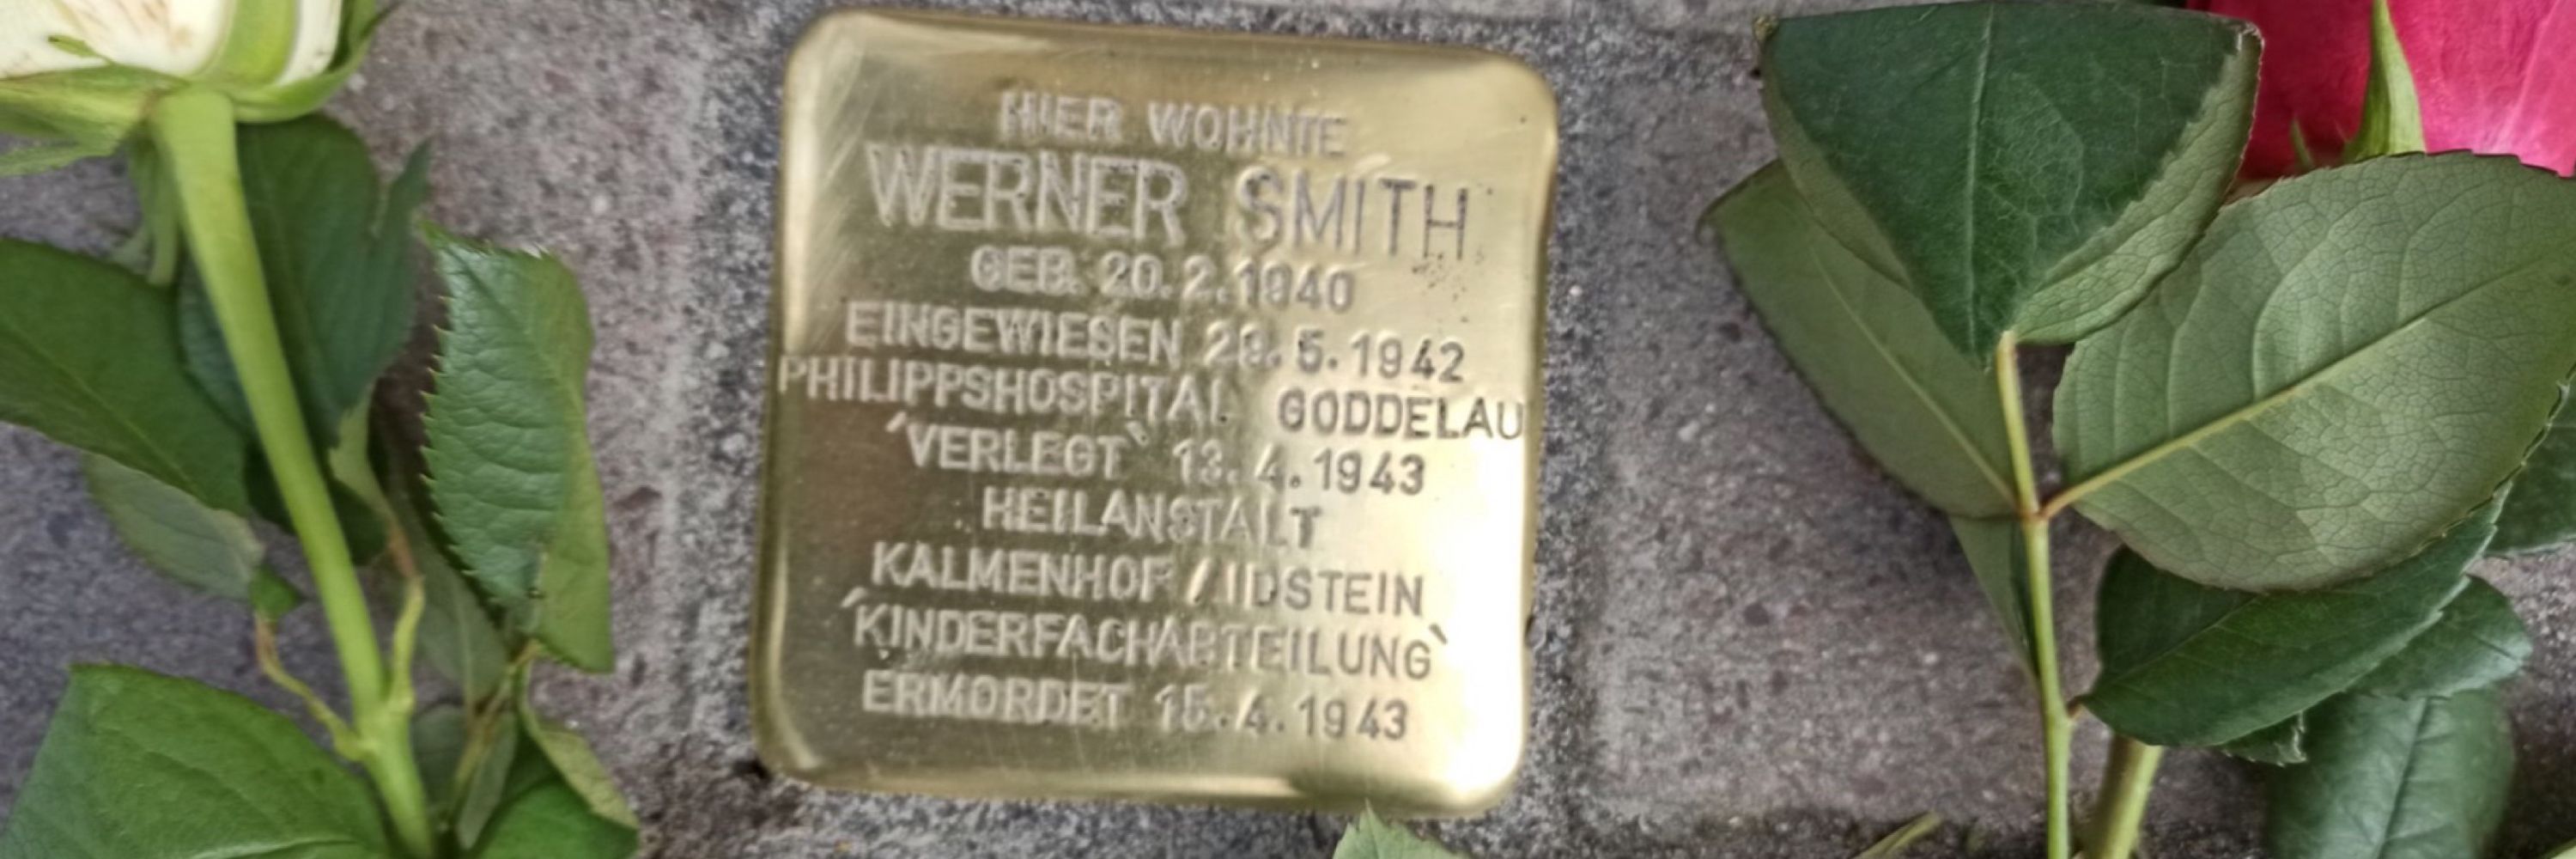 HIER WOHNTE
WERNER SMITH
GEB. 20.2.1940
EINGEWIESEN 29.5.1942
PHILIPPSHOSPITAL GODDELAU
'VERLEGT' 13.4.1943
HEILANSTALT
KALMENHOF / IDSTEIN
'KINDERFACHABTEILUNG'
ERMORDET 15.4.1943